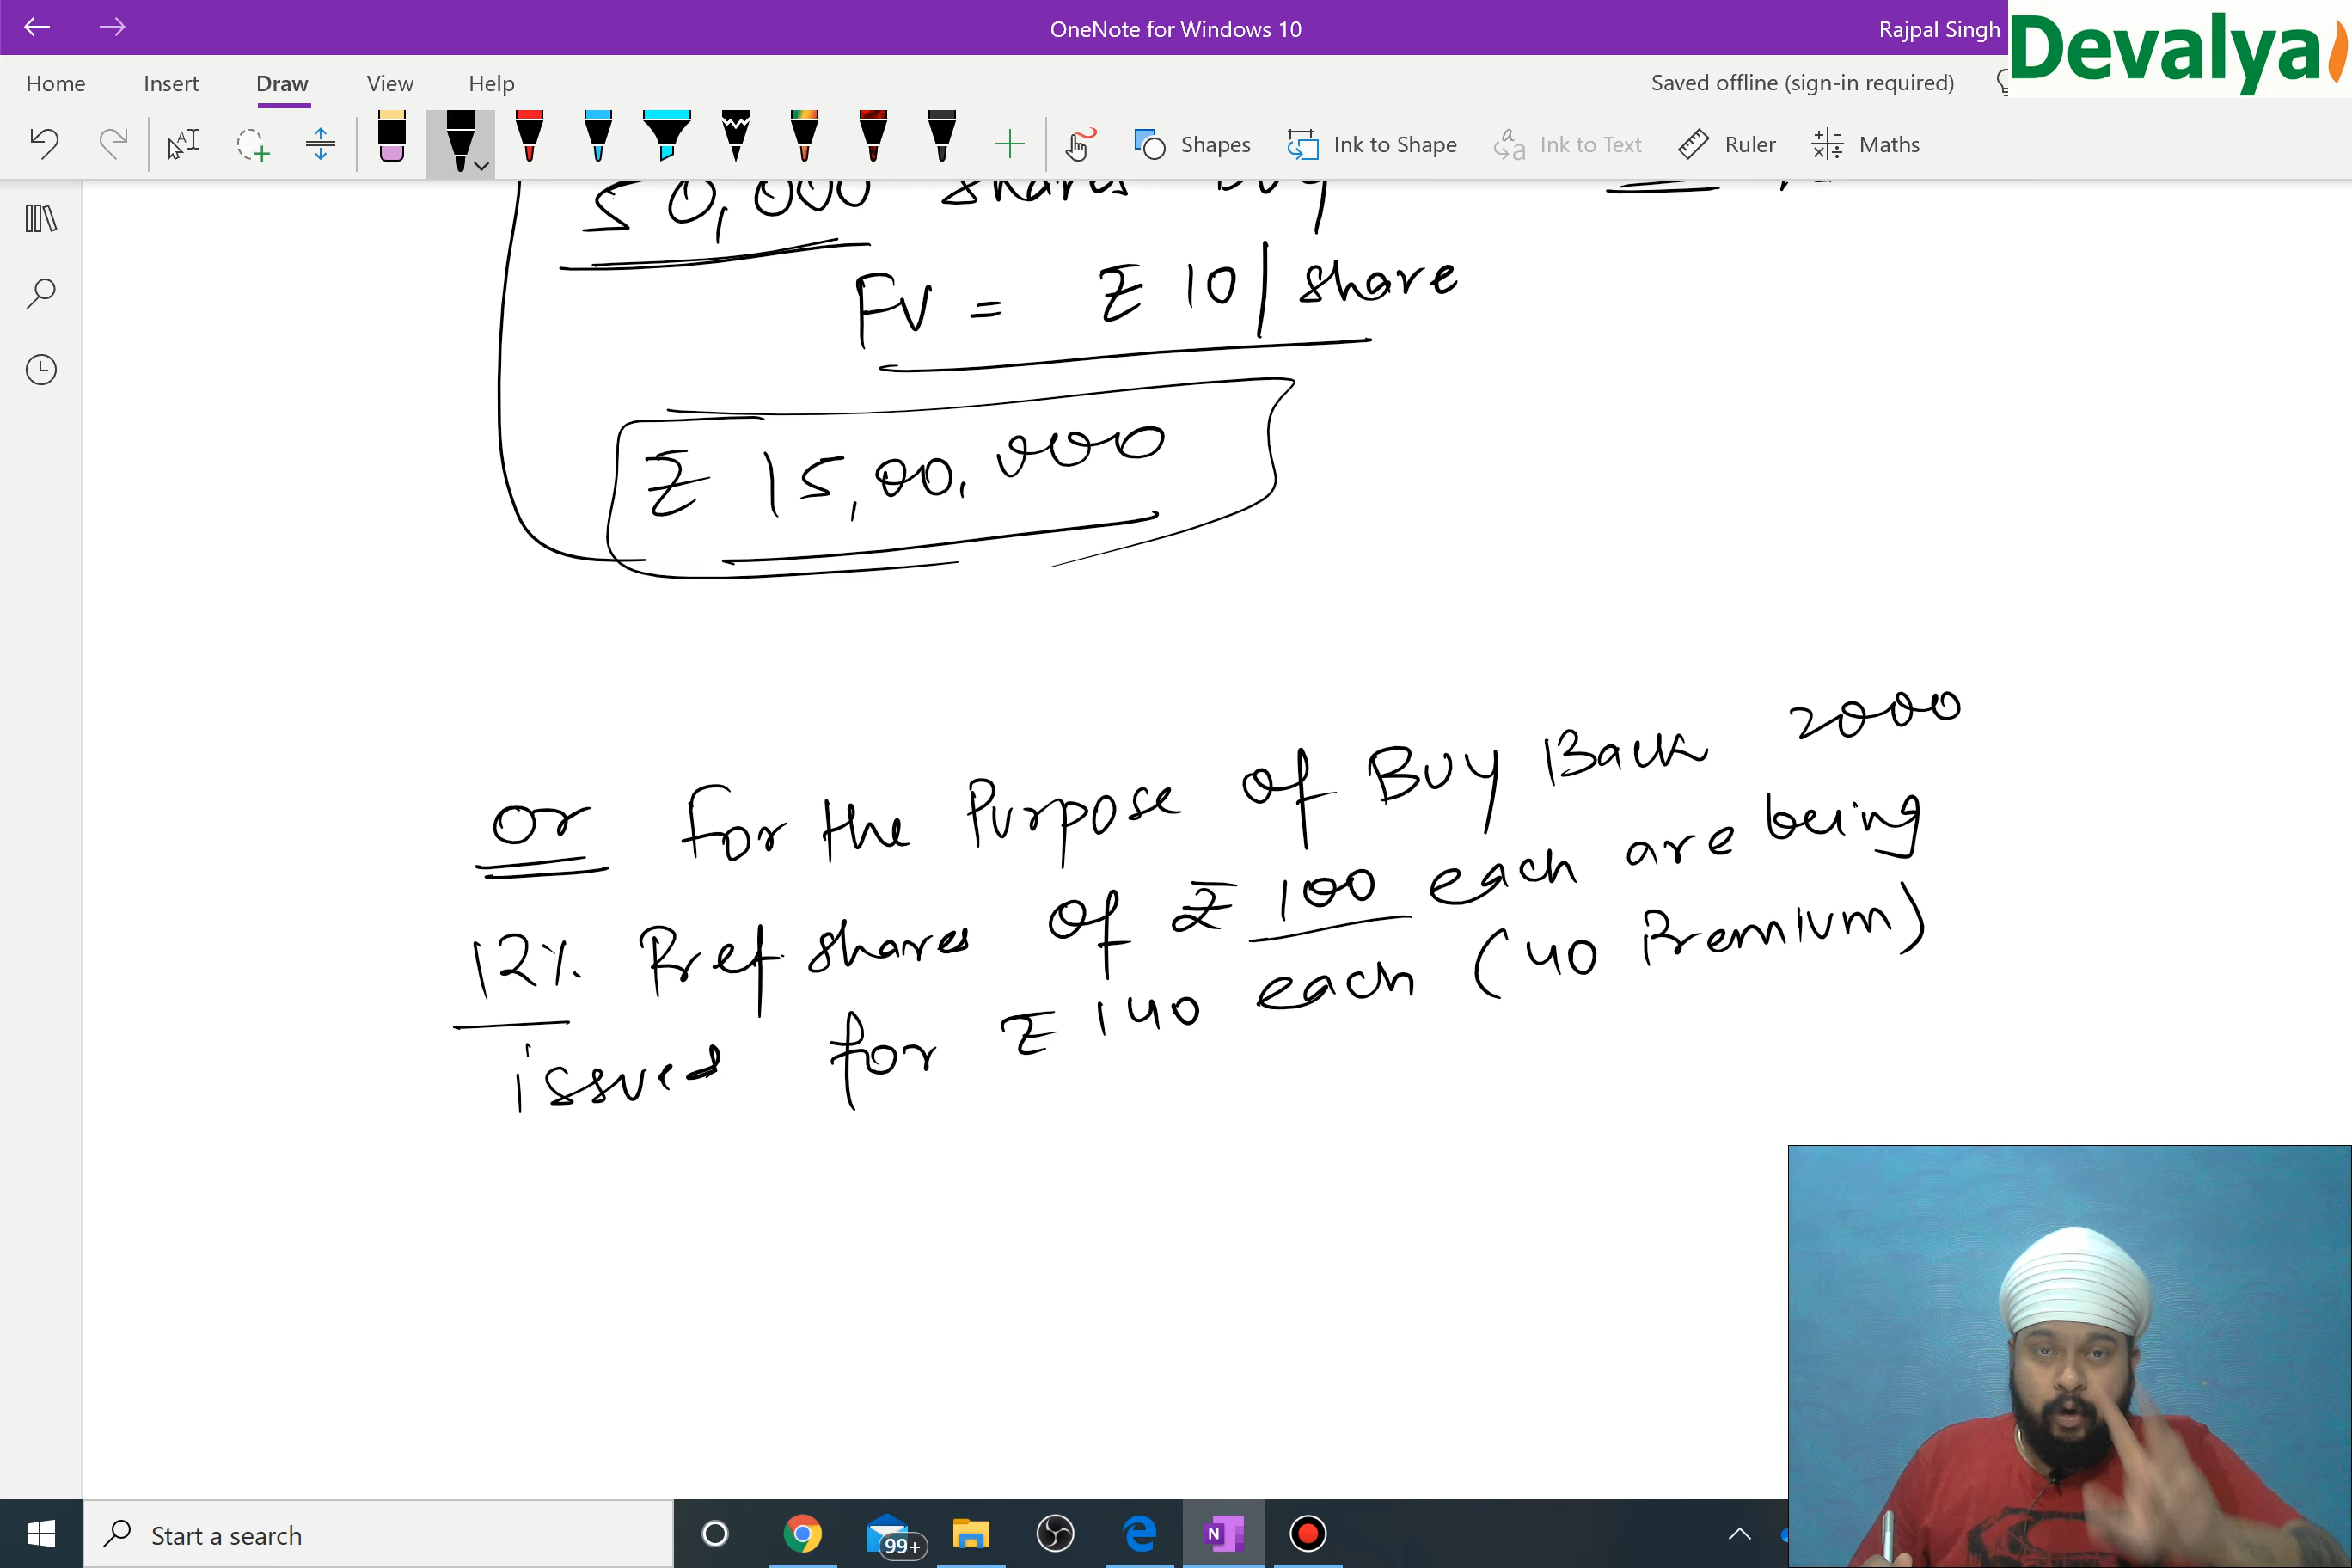 OneNote for Windows 10
Rajpal Singh
Devalya
Home Insert Draw View Help
Saved offline (sign-in required)
Shapes Ink to Shape Ink to Text Ruler Maths
50,000 shares Buy
FV = ₹ 10/share
₹ 15,00,000
or For the Purpose of Buy Back 2000
12% Pref shares of ₹ 100 each are being
issued for ₹ 140 each (40 Premium)
Start a search
99+